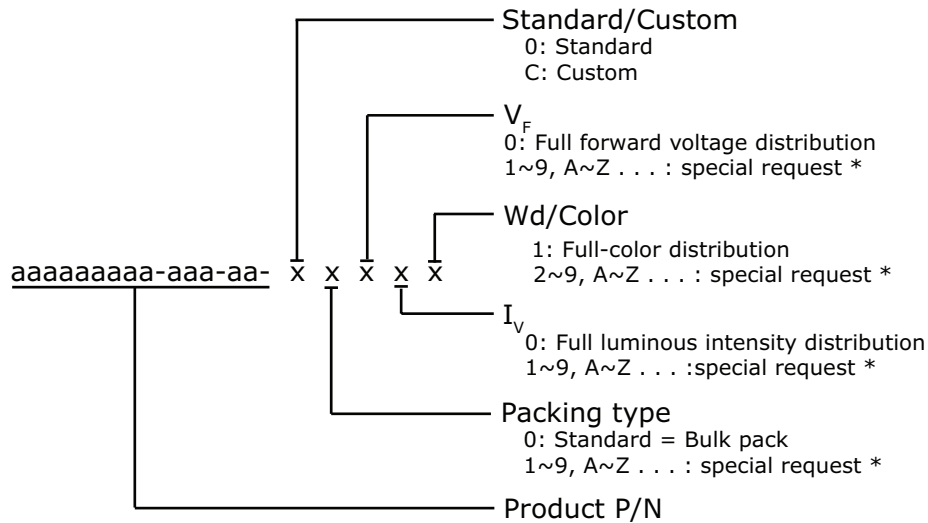 Standard/Custom
0: Standard
C: Custom
VF
0: Full forward voltage distribution
1~9, A~Z . . . : special request *
Wd/Color
1: Full-color distribution
2~9, A~Z . . . : special request *
aaaaaaaaa-aaa-aa- x x x x x
IV
0: Full luminous intensity distribution
1~9, A~Z . . . :special request *
Packing type
0: Standard = Bulk pack
1~9, A~Z . . . : special request *
Product P/N